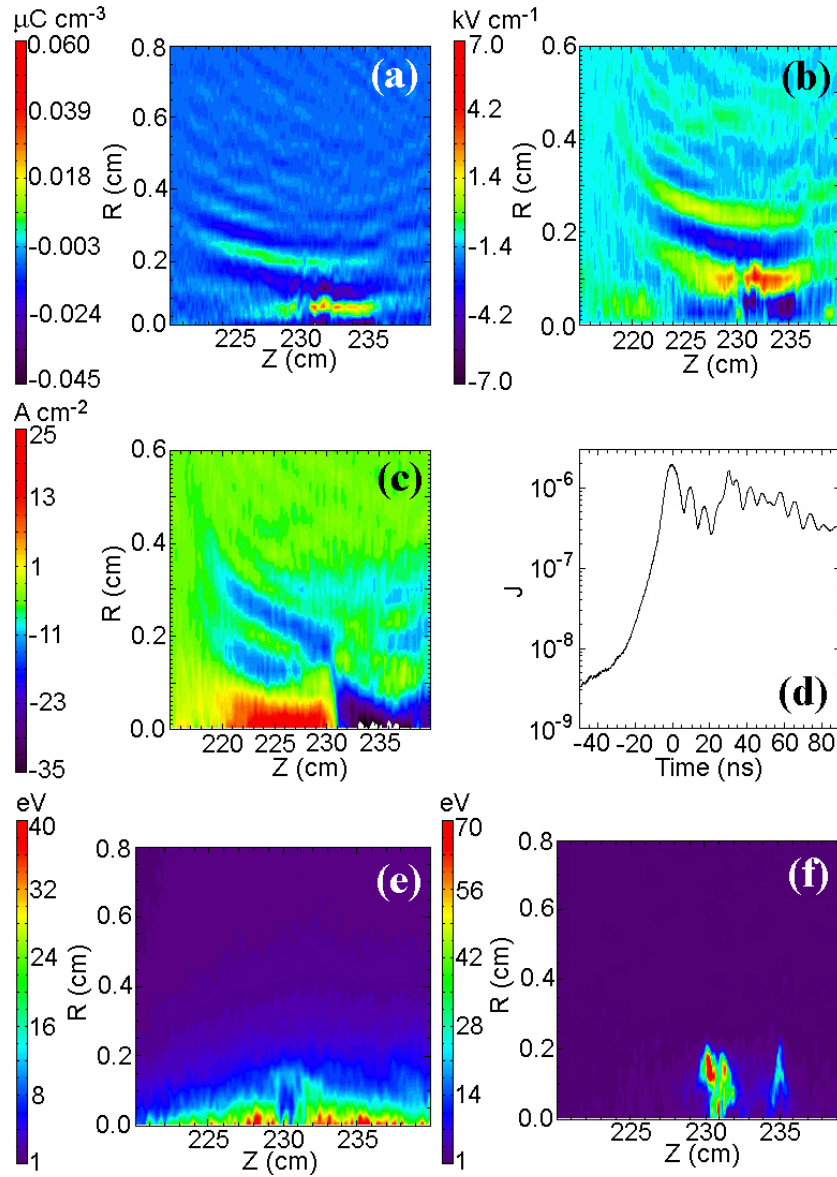 μC cm-3
0.060
0.039
0.018
-0.003
-0.024
-0.045
0.8
0.6
0.4
0.2
0.0
R (cm)
(a)
225 230 235
Z (cm)
kV cm-1
7.0
4.2
1.4
-1.4
-4.2
-7.0
0.6
0.4
0.2
0.0
R (cm)
(b)
220 225 230 235
Z (cm)
A cm-2
25
13
1
-11
-23
-35
0.6
0.4
0.2
0.0
R (cm)
(c)
220 225 230 235
Z (cm)
10-6
10-7
10-8
10-9
J
(d)
-40 -20 0 20 40 60 80
Time (ns)
eV
40
32
24
16
8
1
0.8
0.6
0.4
0.2
0.0
R (cm)
(e)
225 230 235
Z (cm)
eV
70
56
42
28
14
1
0.8
0.6
0.4
0.2
0.0
R (cm)
(f)
225 230 235
Z (cm)